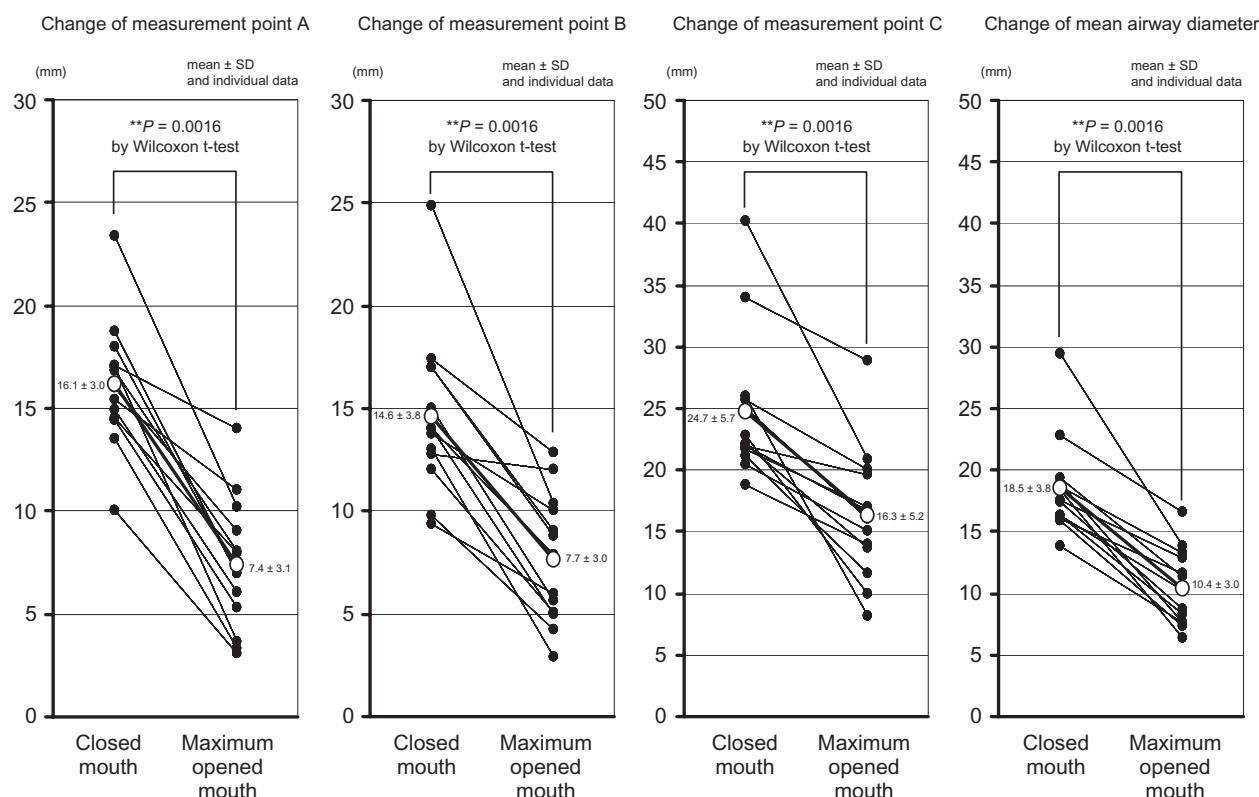 Change of measurement point A
(mm)
mean ± SD
and individual data
30
25
20
15
10
5
0
**P = 0.0016
by Wilcoxon t-test
16.1 ± 3.0
7.4 ± 3.1
Closed
mouth
Maximum
opened
mouth
Change of measurement point B
(mm)
mean ± SD
and individual data
30
25
20
15
10
5
0
**P = 0.0016
by Wilcoxon t-test
14.6 ± 3.8
7.7 ± 3.0
Closed
mouth
Maximum
opened
mouth
Change of measurement point C
(mm)
mean ± SD
and individual data
50
45
40
35
30
25
20
15
10
5
0
**P = 0.0016
by Wilcoxon t-test
24.7 ± 5.7
16.3 ± 5.2
Closed
mouth
Maximum
opened
mouth
Change of mean airway diameter
(mm)
mean ± SD
and individual data
50
45
40
35
30
25
20
15
10
5
0
**P = 0.0016
by Wilcoxon t-test
18.5 ± 3.8
10.4 ± 3.0
Closed
mouth
Maximum
opened
mouth